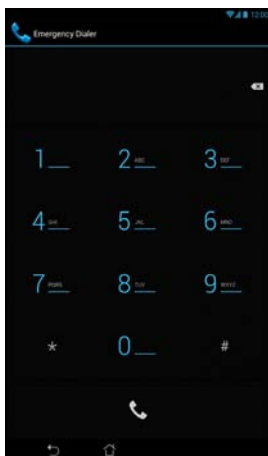 12:00
Emergency Dialer
1 2 ABC 3 DEF
4 GHI 5 JKL 6 MNO
7 PQRS 8 TUV 9 WXYZ
* 0 #